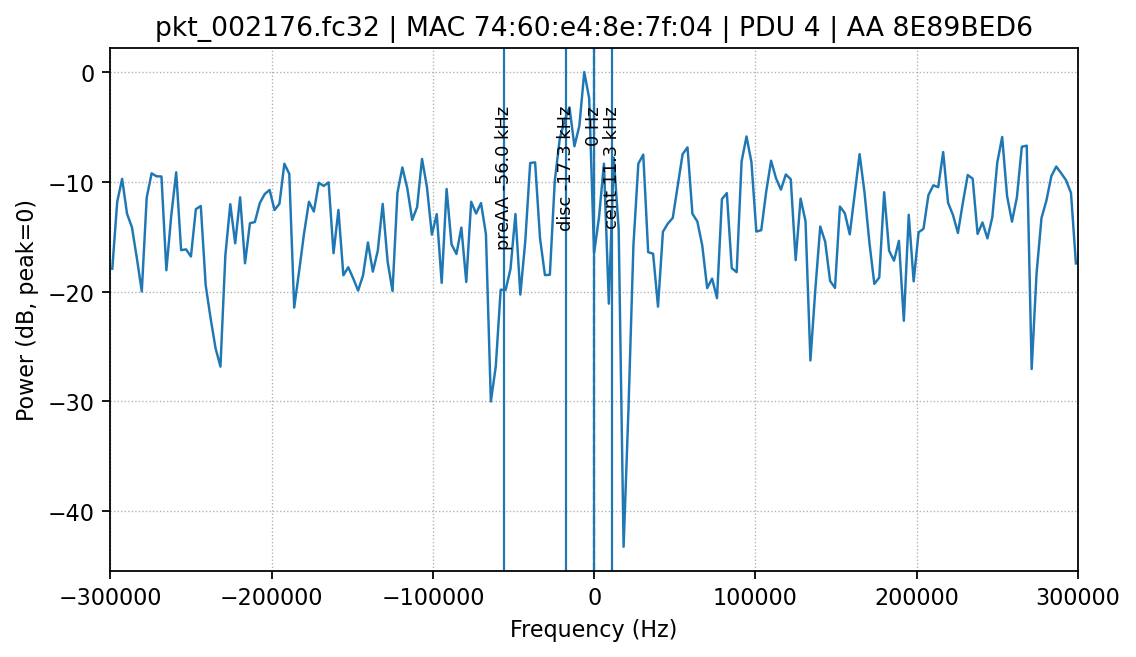 pkt_002176.fc32 | MAC 74:60:e4:8e:7f:04 | PDU 4 | AA 8E89BED6
Power (dB, peak=0)
0
−10
−20
−30
−40
preAA -56.0 kHz
disc -17.3 kHz
0 Hz
cent 11.3 kHz
−300000
−200000
−100000
0
100000
200000
300000
Frequency (Hz)